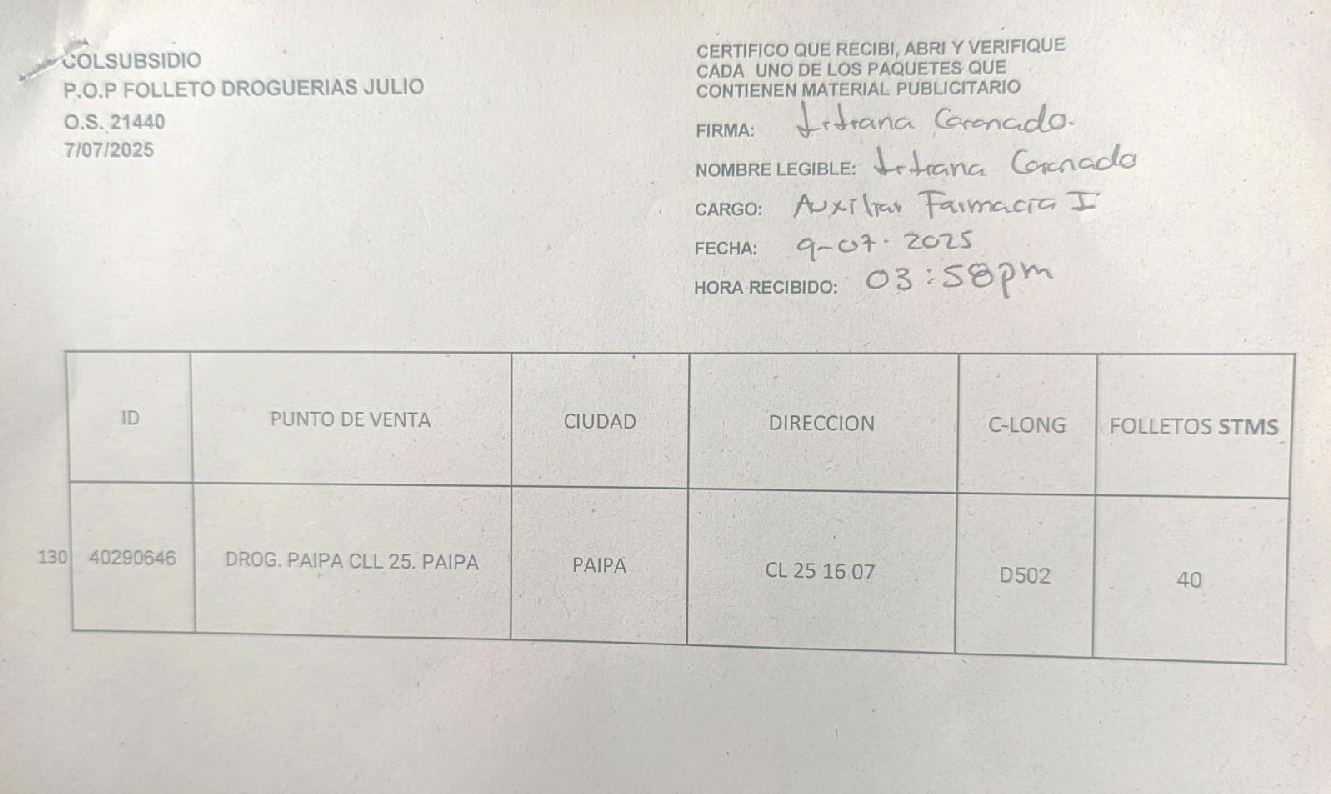 COLSUBSIDIO
P.O.P FOLLETO DROGUERIAS JULIO
O.S. 21440
7/07/2025
CERTIFICO QUE RECIBI, ABRI Y VERIFIQUE
CADA UNO DE LOS PAQUETES QUE
CONTIENEN MATERIAL PUBLICITARIO
FIRMA: Coronado.
NOMBRE LEGIBLE: Coronado
CARGO: Auxiliar Farmacia I
FECHA: 9-07-2025
HORA RECIBIDO: 03:58pm
ID PUNTO DE VENTA CIUDAD DIRECCION C-LONG FOLLETOS STMS
130 40290646 DROG. PAIPA CLL 25. PAIPA PAIPA CL 25 16 07 D502 40